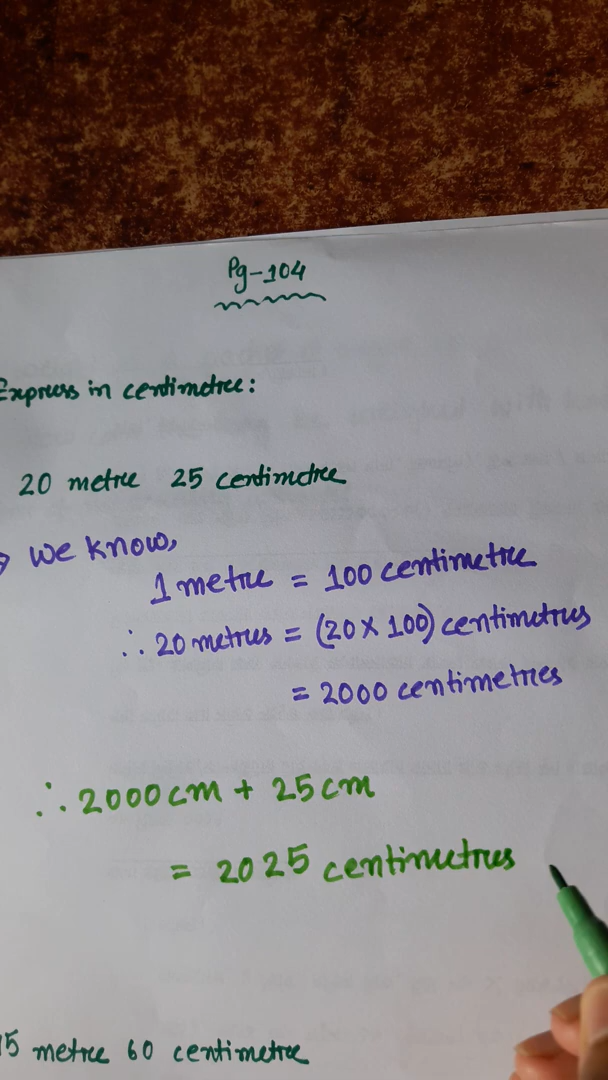 Pg-104
Express in centimetre:
20 metre 25 centimetre
⇒ We know,
1 metre = 100 centimetre
∴ 20 metres = (20 × 100) centimetres
= 2000 centimetres
∴ 2000 cm + 25 cm
= 2025 centimetres
15 metre 60 centimetre